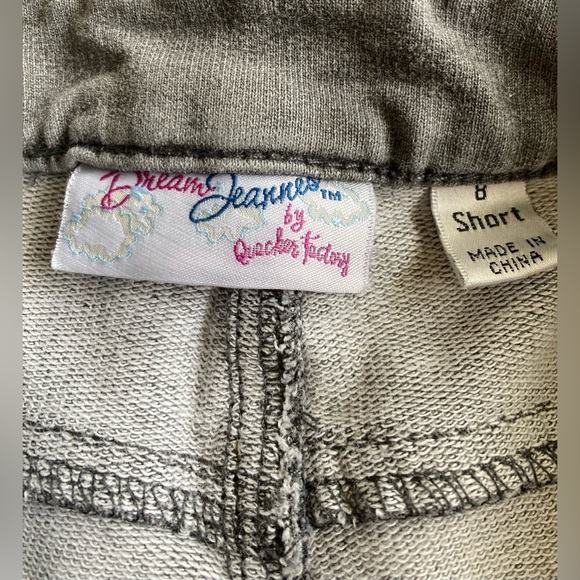 Dream Jeannes™
by
Quacker Factory
8
Short
MADE IN
CHINA